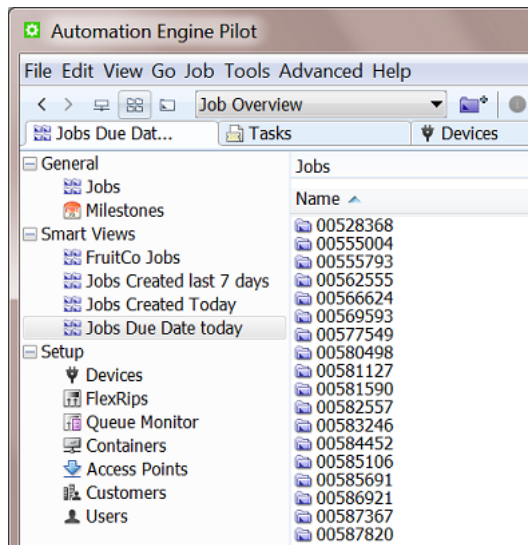 Automation Engine Pilot
File Edit View Go Job Tools Advanced Help
Job Overview
Jobs Due Dat...
Tasks
Devices
General
Jobs
Milestones
Smart Views
FruitCo Jobs
Jobs Created last 7 days
Jobs Created Today
Jobs Due Date today
Setup
Devices
FlexRips
Queue Monitor
Containers
Access Points
Customers
Users
Jobs
Name
00528368
00555004
00555793
00562555
00566624
00569593
00577549
00580498
00581127
00581590
00582557
00583246
00584452
00585106
00585691
00586921
00587367
00587820